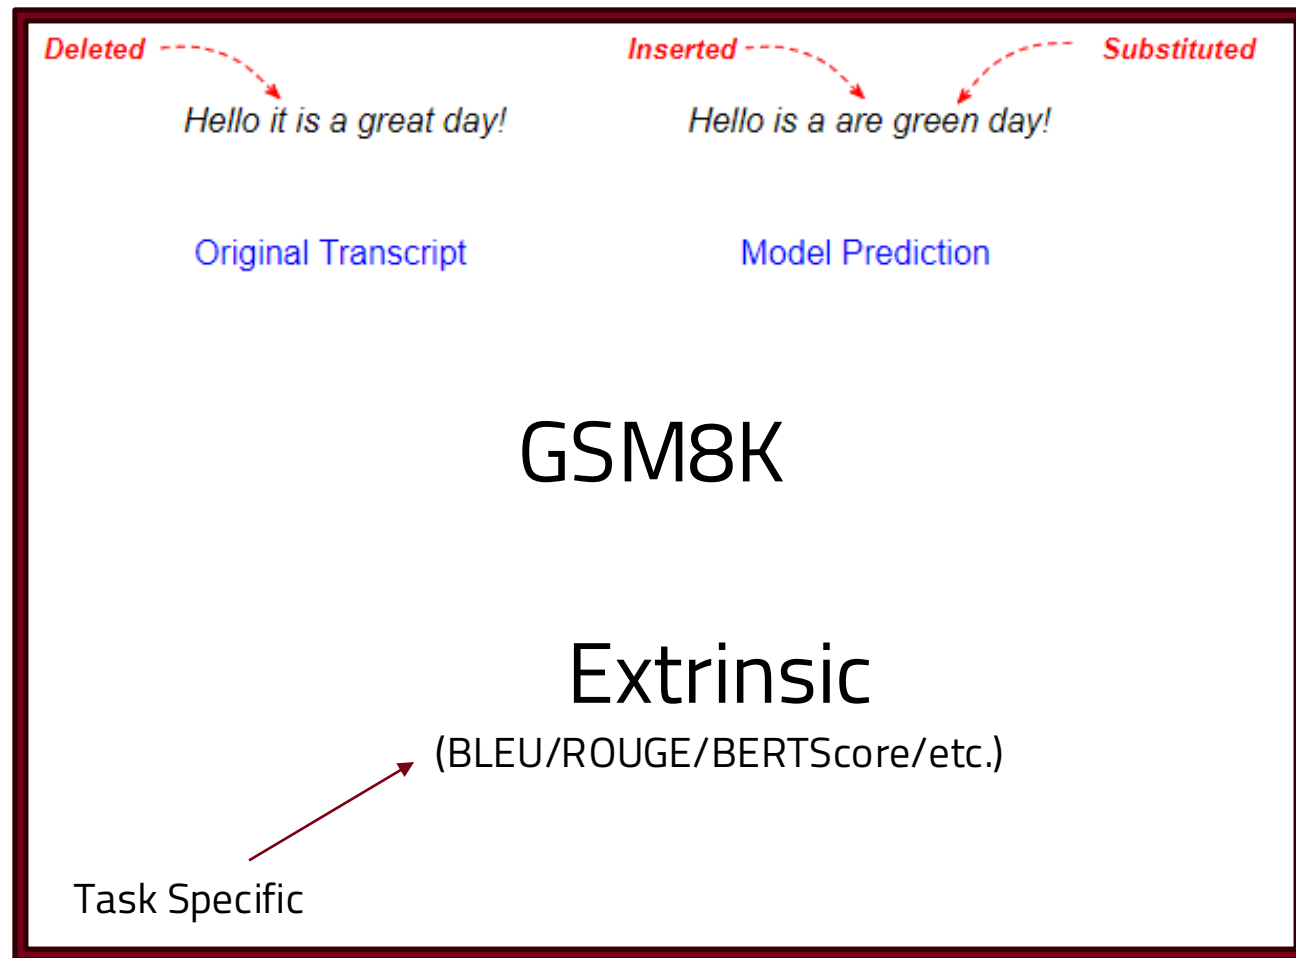 Deleted Inserted Substituted
Hello it is a great day! Hello is a are green day!
Original Transcript Model Prediction
GSM8K
Extrinsic
(BLEU/ROUGE/BERTScore/etc.)
Task Specific